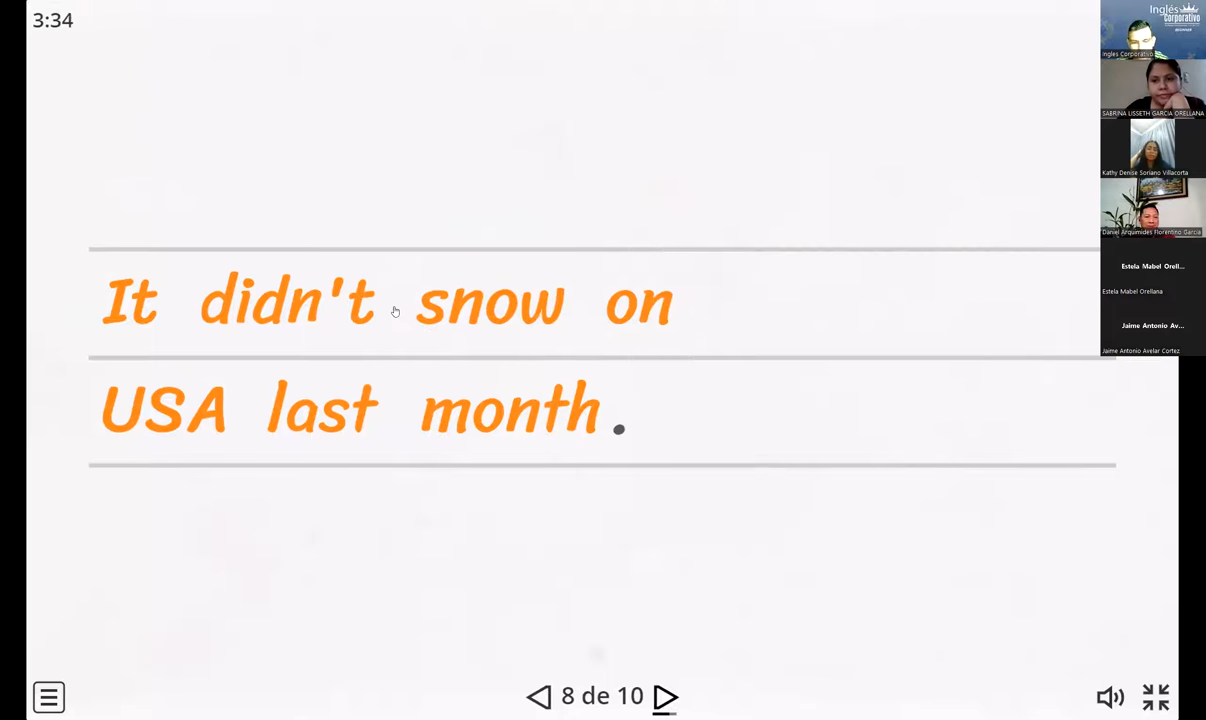 3:34
It didn't snow on
USA last month.
8 de 10
Inglés
Corporativo
BEGINNER
Ingles Corporativo
SABRINA LISSETH GARCIA ORELLANA
Kathy Denise Soriano Villacorta
Daniel Arquimides Florentino Garcia
Estela Mabel Orell...
Estela Mabel Orellana
Jaime Antonio Av...
Jaime Antonio Avelar Cortez